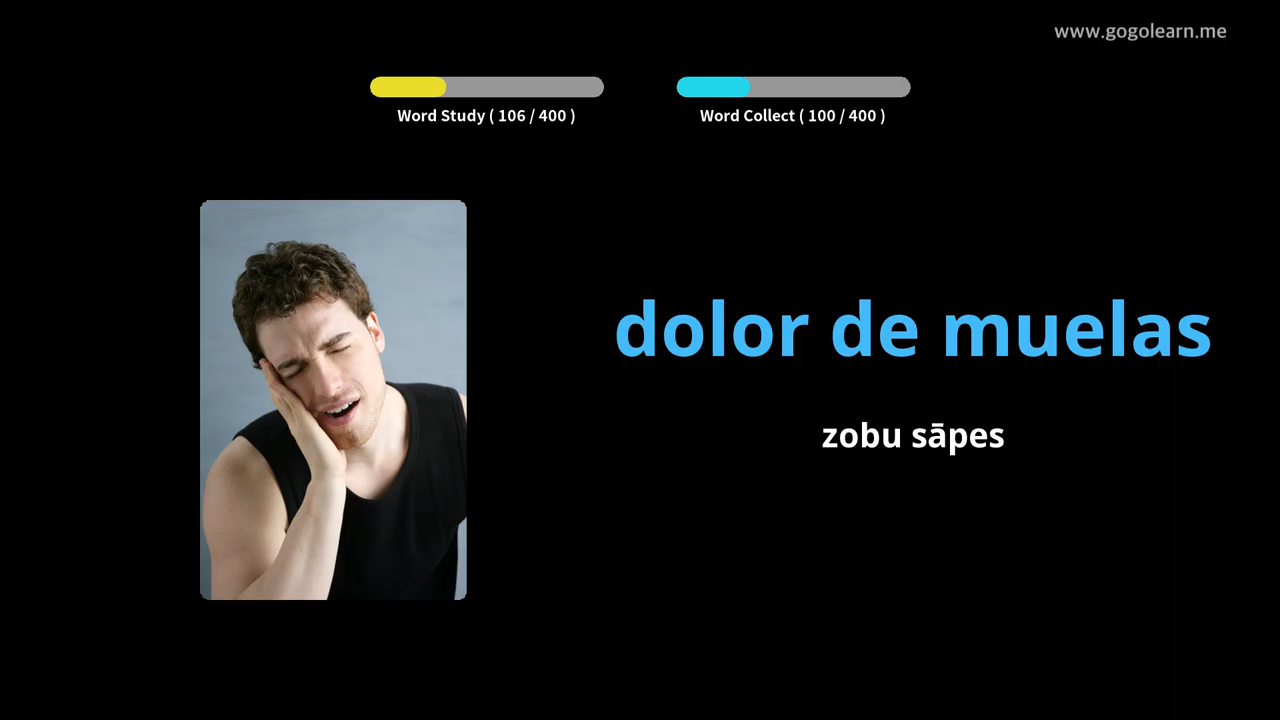 www.gogolearn.me
Word Study ( 106 / 400 )
Word Collect ( 100 / 400 )
dolor de muelas
zobu sāpes